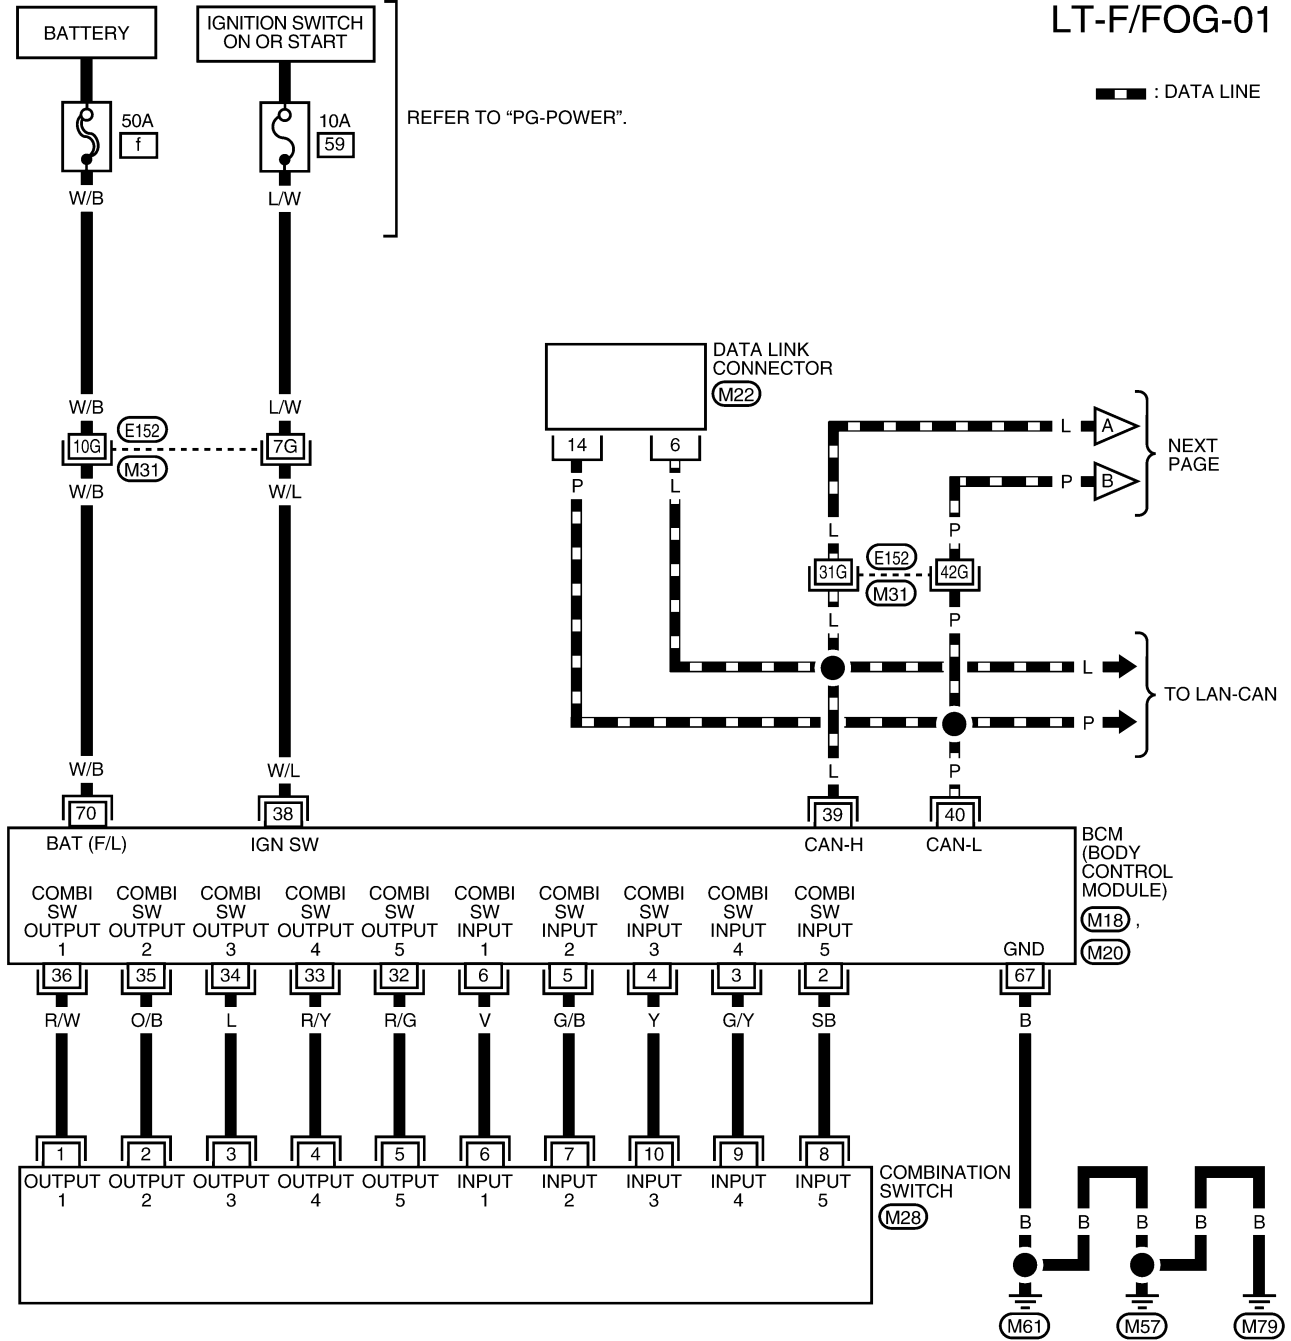 LT-F/FOG-01
BATTERY
IGNITION SWITCH
ON OR START
: DATA LINE
50A
f
10A
59
REFER TO “PG-POWER”.
W/B
L/W
DATA LINK
CONNECTOR
M22
W/B
L/W
10G
E152
M31
7G
W/B
W/L
14
6
P
L
L
A
P
B
NEXT
PAGE
L
P
31G
E152
M31
42G
L
P
L
P
TO LAN-CAN
W/B
W/L
L
P
70
38
39
40
BAT (F/L)
IGN SW
CAN-H
CAN-L
BCM
(BODY
CONTROL
MODULE)
M18 ,
M20
COMBI
SW
OUTPUT
1
COMBI
SW
OUTPUT
2
COMBI
SW
OUTPUT
3
COMBI
SW
OUTPUT
4
COMBI
SW
OUTPUT
5
COMBI
SW
INPUT
1
COMBI
SW
INPUT
2
COMBI
SW
INPUT
3
COMBI
SW
INPUT
4
COMBI
SW
INPUT
5
GND
36
35
34
33
32
6
5
4
3
2
67
R/W
O/B
L
R/Y
R/G
V
G/B
Y
G/Y
SB
B
1
2
3
4
5
6
7
10
9
8
OUTPUT
1
OUTPUT
2
OUTPUT
3
OUTPUT
4
OUTPUT
5
INPUT
1
INPUT
2
INPUT
3
INPUT
4
INPUT
5
COMBINATION
SWITCH
M28
B
B
B
B
B
M61
M57
M79